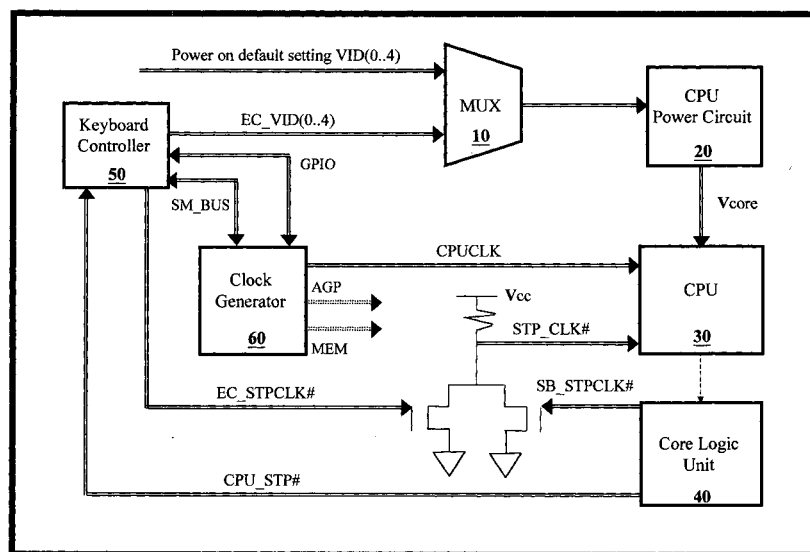 Power on default setting VID(0..4)
MUX
10
CPU
Power Circuit
20
Keyboard
Controller
50
EC_VID(0..4)
GPIO
SM_BUS
Vcore
Clock
Generator
60
CPUCLK
AGP
MEM
Vcc
STP_CLK#
CPU
30
EC_STPCLK#
SB_STPCLK#
Core Logic
Unit
40
CPU_STP#